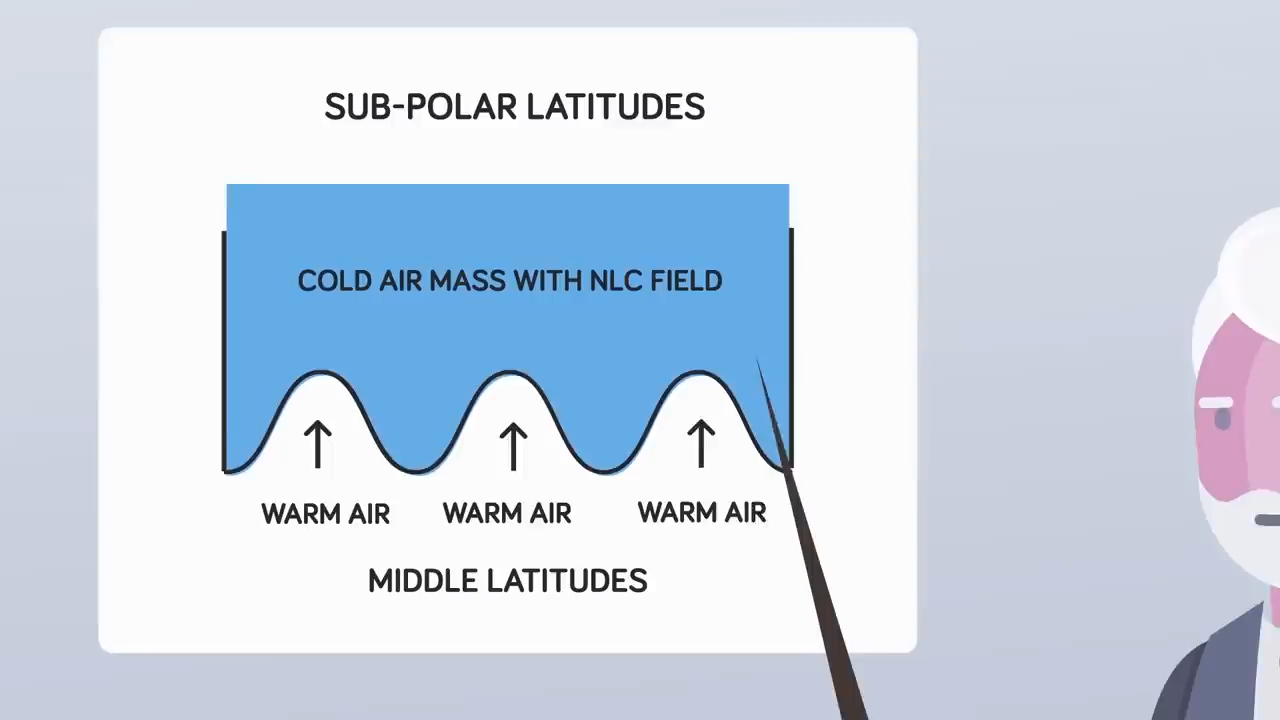 SUB-POLAR LATITUDES
COLD AIR MASS WITH NLC FIELD
WARM AIR WARM AIR WARM AIR
MIDDLE LATITUDES